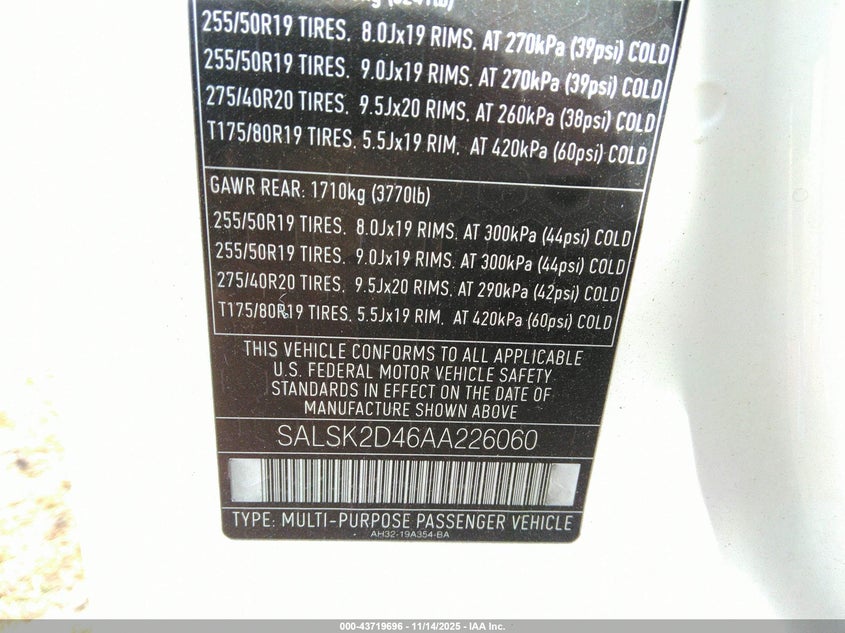 255/50R19 TIRES. 8.0Jx19 RIMS. AT 270kPa (39psi) COLD
255/50R19 TIRES. 9.0Jx19 RIMS. AT 270kPa (39psi) COLD
275/40R20 TIRES. 9.5Jx20 RIMS. AT 260kPa (38psi) COLD
T175/80R19 TIRES. 5.5Jx19 RIM. AT 420kPa (60psi) COLD
GAWR REAR: 1710kg (3770lb)
255/50R19 TIRES. 8.0Jx19 RIMS. AT 300kPa (44psi) COLD
255/50R19 TIRES. 9.0Jx19 RIMS. AT 300kPa (44psi) COLD
275/40R20 TIRES. 9.5Jx20 RIMS. AT 290kPa (42psi) COLD
T175/80R19 TIRES. 5.5Jx19 RIM. AT 420kPa (60psi) COLD
THIS VEHICLE CONFORMS TO ALL APPLICABLE
U.S. FEDERAL MOTOR VEHICLE SAFETY
STANDARDS IN EFFECT ON THE DATE OF
MANUFACTURE SHOWN ABOVE
SALSK2D46AA226060
TYPE: MULTI-PURPOSE PASSENGER VEHICLE
AH32-19A354-BA
000-43719696 - 11/14/2025 - IAA Inc.